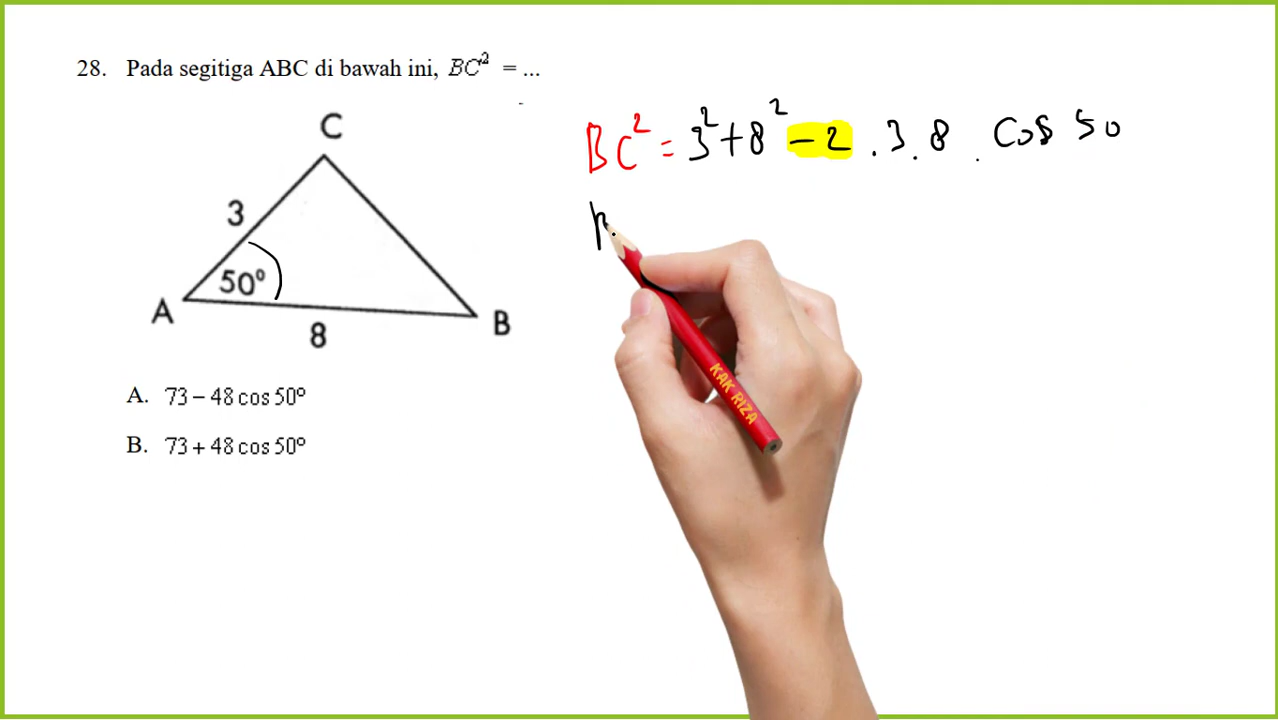 28. Pada segitiga ABC di bawah ini, BC² = ...
C
3
50°
A
8
B
A. 73 – 48 cos 50°
B. 73 + 48 cos 50°
BC² = 3² + 8² – 2 . 3 . 8 . Cos 50
KAK RIZA